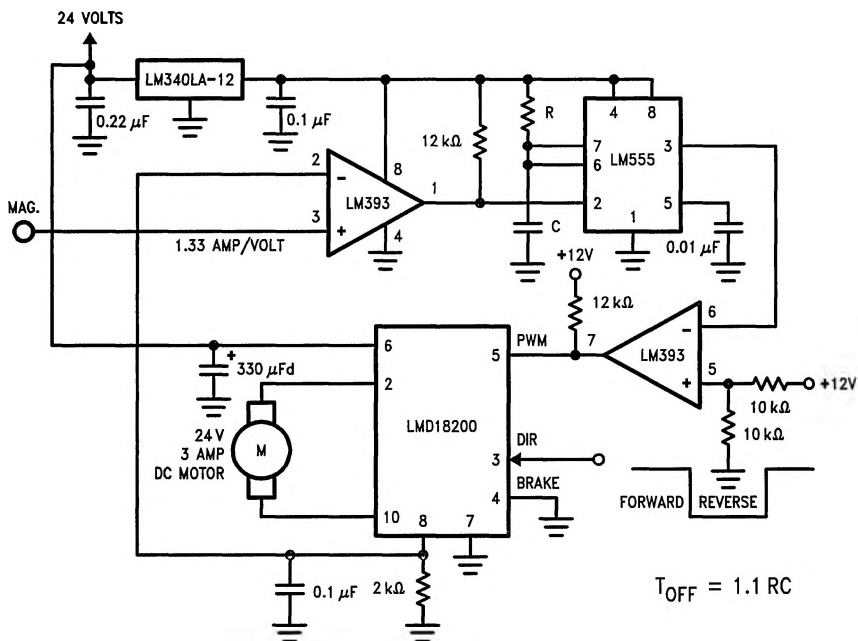 24 VOLTS
LM340LA-12
0.22 µF
0.1 µF
12 kΩ
R
4
8
7
6
LM555
3
2
1
5
C
0.01 µF
2
8
1
LM393
3
4
MAG.
1.33 AMP/VOLT
+12V
12 kΩ
PWM
7
6
LM393
5
+12V
10 kΩ
10 kΩ
+
330 µFd
6
5
2
LMD18200
24 V
3 AMP
DC MOTOR
M
DIR
3
BRAKE
4
10
8
7
FORWARD
REVERSE
0.1 µF
2 kΩ
T_OFF = 1.1 RC